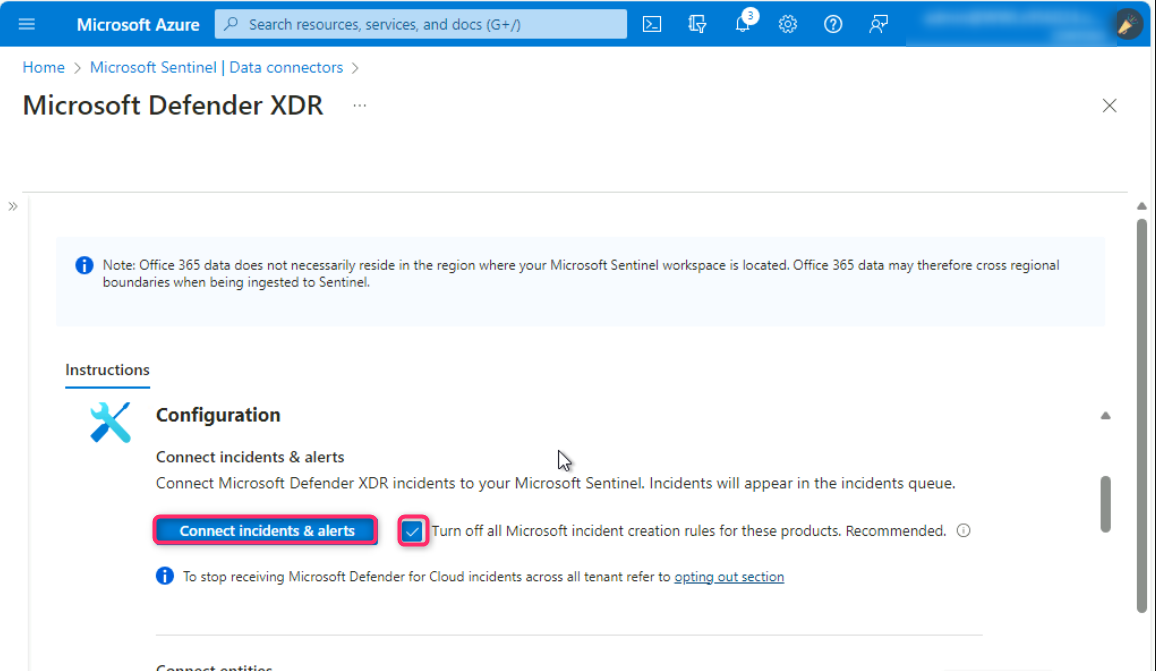 Microsoft Azure
Search resources, services, and docs (G+/)
3
Home > Microsoft Sentinel | Data connectors >
Microsoft Defender XDR ...
Note: Office 365 data does not necessarily reside in the region where your Microsoft Sentinel workspace is located. Office 365 data may therefore cross regional
boundaries when being ingested to Sentinel.
Instructions
Configuration
Connect incidents & alerts
Connect Microsoft Defender XDR incidents to your Microsoft Sentinel. Incidents will appear in the incidents queue.
Connect incidents & alerts
Turn off all Microsoft incident creation rules for these products. Recommended.
To stop receiving Microsoft Defender for Cloud incidents across all tenant refer to opting out section
Connect entities